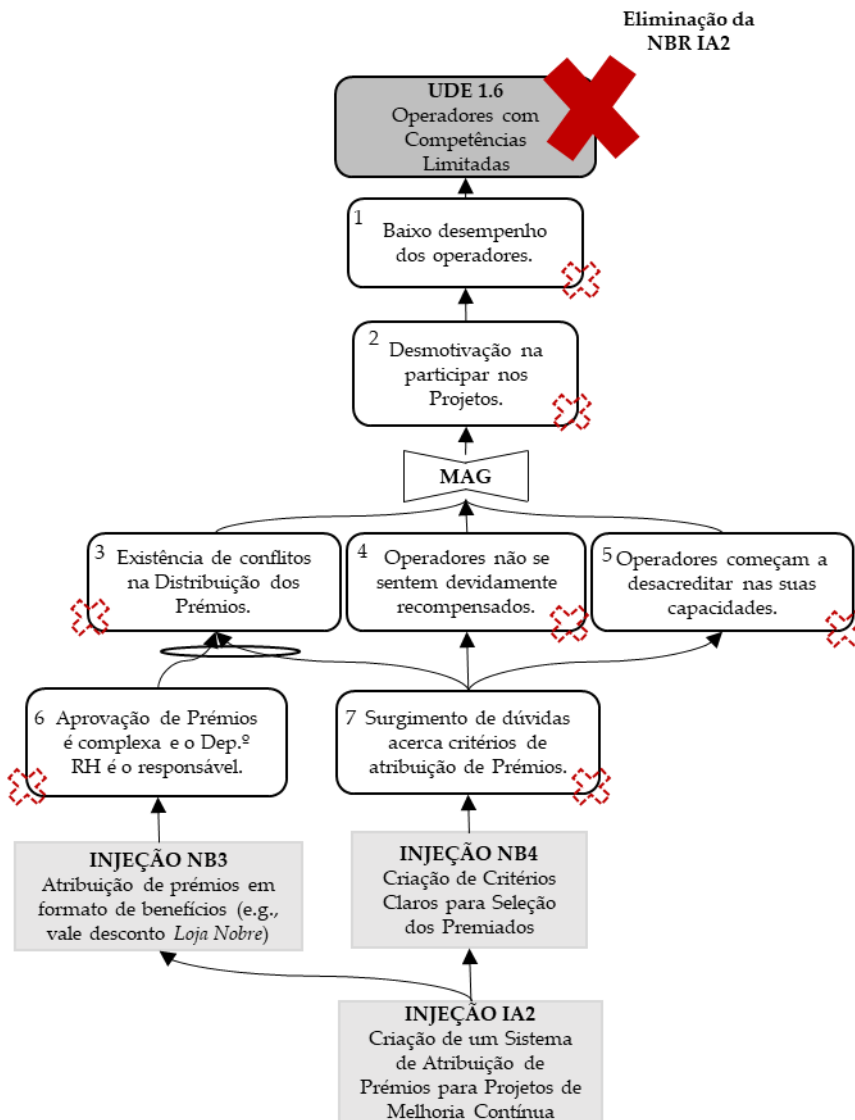 Eliminação da
NBR IA2
UDE 1.6
Operadores com
Competências
Limitadas
1
Baixo desempenho
dos operadores.
2
Desmotivação na
participar nos
Projetos.
MAG
3
Existência de conflitos
na Distribuição dos
Prémios.
4
Operadores não se
sentem devidamente
recompensados.
5
Operadores começam a
desacreditar nas suas
capacidades.
6
Aprovação de Prémios
é complexa e o Dep.º
RH é o responsável.
7
Surgimento de dúvidas
acerca critérios de
atribuição de Prémios.
INJEÇÃO NB3
Atribuição de prémios em
formato de benefícios (e.g.,
vale desconto Loja Nobre)
INJEÇÃO NB4
Criação de Critérios
Claros para Seleção
dos Premiados
INJEÇÃO IA2
Criação de um Sistema
de Atribuição de
Prémios para Projetos de
Melhoria Contínua